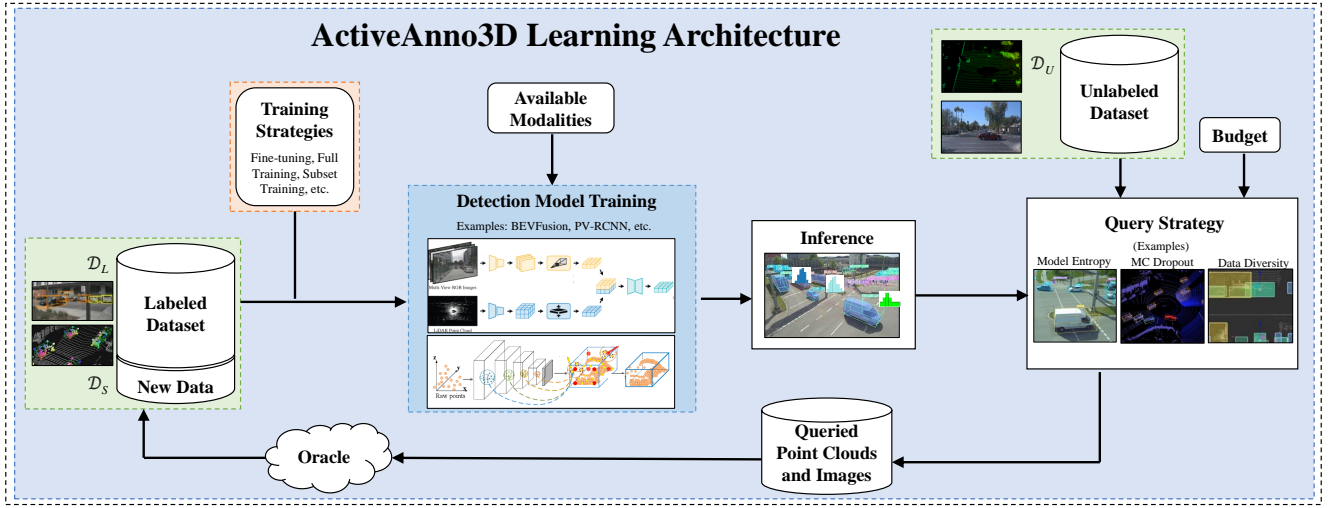 ActiveAnno3D Learning Architecture
Training
Strategies
Fine-tuning, Full
Training, Subset
Training, etc.
Available
Modalities
𝒟_U
Unlabeled
Dataset
Budget
Detection Model Training
Examples: BEVFusion, PV-RCNN, etc.
Multi-View RGB Images
LiDAR Point Cloud
z
y
x
Raw points
Inference
Query Strategy
(Examples)
Model Entropy
MC Dropout
Data Diversity
𝒟_L
Labeled
Dataset
𝒟_S
New Data
Oracle
Queried
Point Clouds
and Images